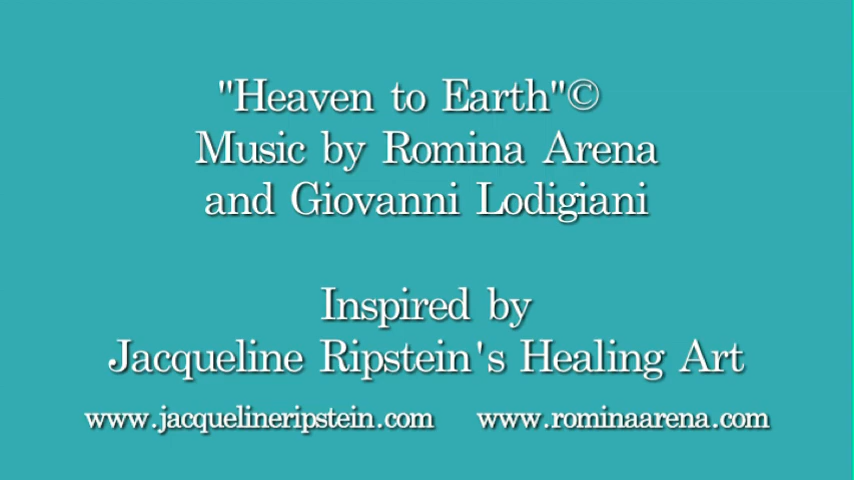 "Heaven to Earth"©
Music by Romina Arena
and Giovanni Lodigiani
Inspired by
Jacqueline Ripstein's Healing Art
www.jacquelineripstein.com www.rominaarena.com